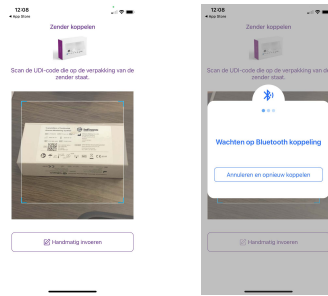 12:08
◀ App Store
Zender koppelen
Scan de UDI-code die op de verpakking van de
zender staat.
Handmatig invoeren
12:08
◀ App Store
Zender koppelen
Scan de UDI-code die op de verpakking van de
zender staat.
Wachten op Bluetooth koppeling
Annuleren en opnieuw koppelen
Handmatig invoeren